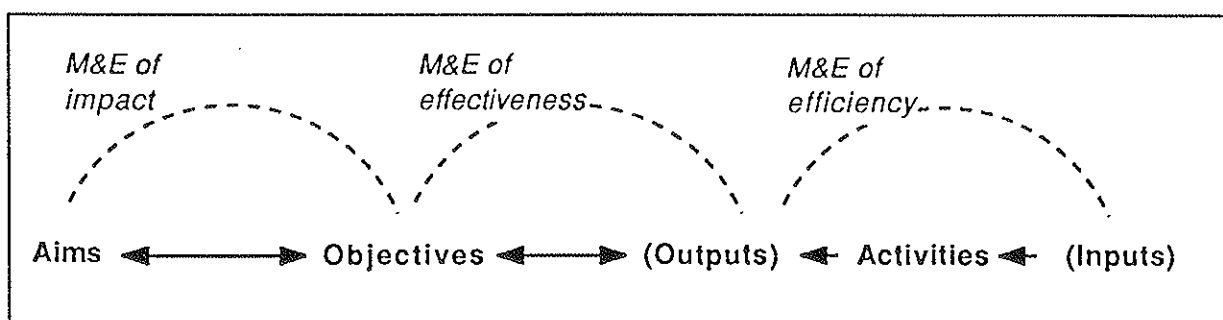 M&E of
impact
M&E of
effectiveness
M&E of
efficiency
Aims Objectives (Outputs) Activities (Inputs)